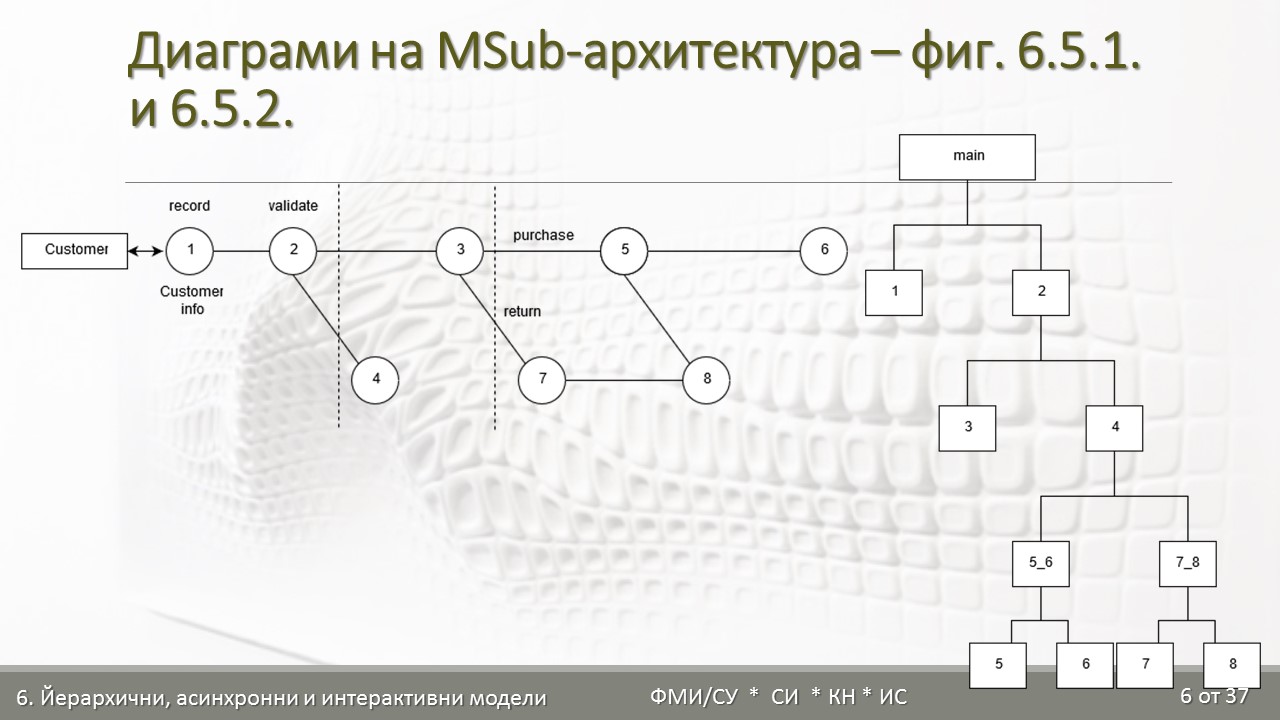 Диаграми на MSub-архитектура – фиг. 6.5.1.
и 6.5.2.
main
record
validate
Customer
1
2
3
purchase
5
6
Customer
info
return
4
7
8
1
2
3
4
5_6
7_8
5
6
7
8
6. Йерархични, асинхронни и интерактивни модели
ФМИ/СУ * СИ * КН * ИС
6 от 37